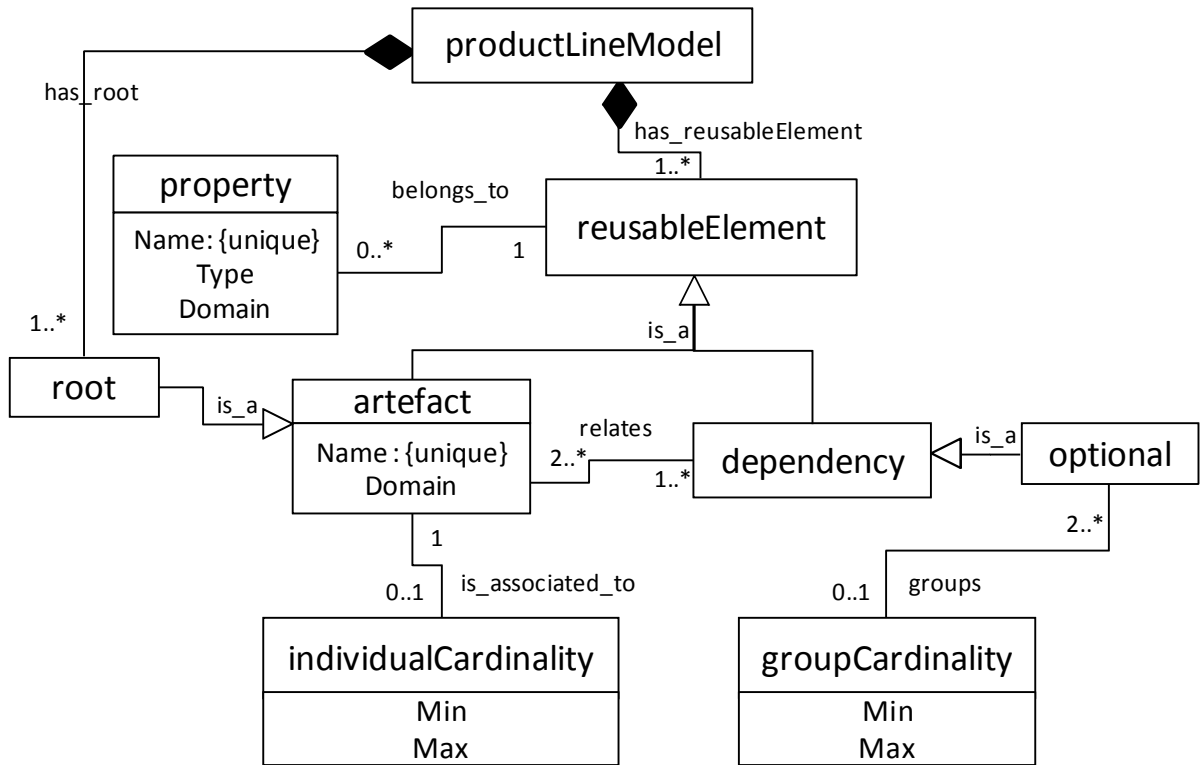 productLineModel
has_root
has_reusableElement
1..*
property
Name: {unique}
Type
Domain
belongs_to
0..*
1
reusableElement
is_a
1..*
root
is_a
artefact
Name : {unique}
Domain
relates
2..*
1..*
dependency
is_a
optional
2..*
1
0..1
is_associated_to
0..1
groups
individualCardinality
Min
Max
groupCardinality
Min
Max